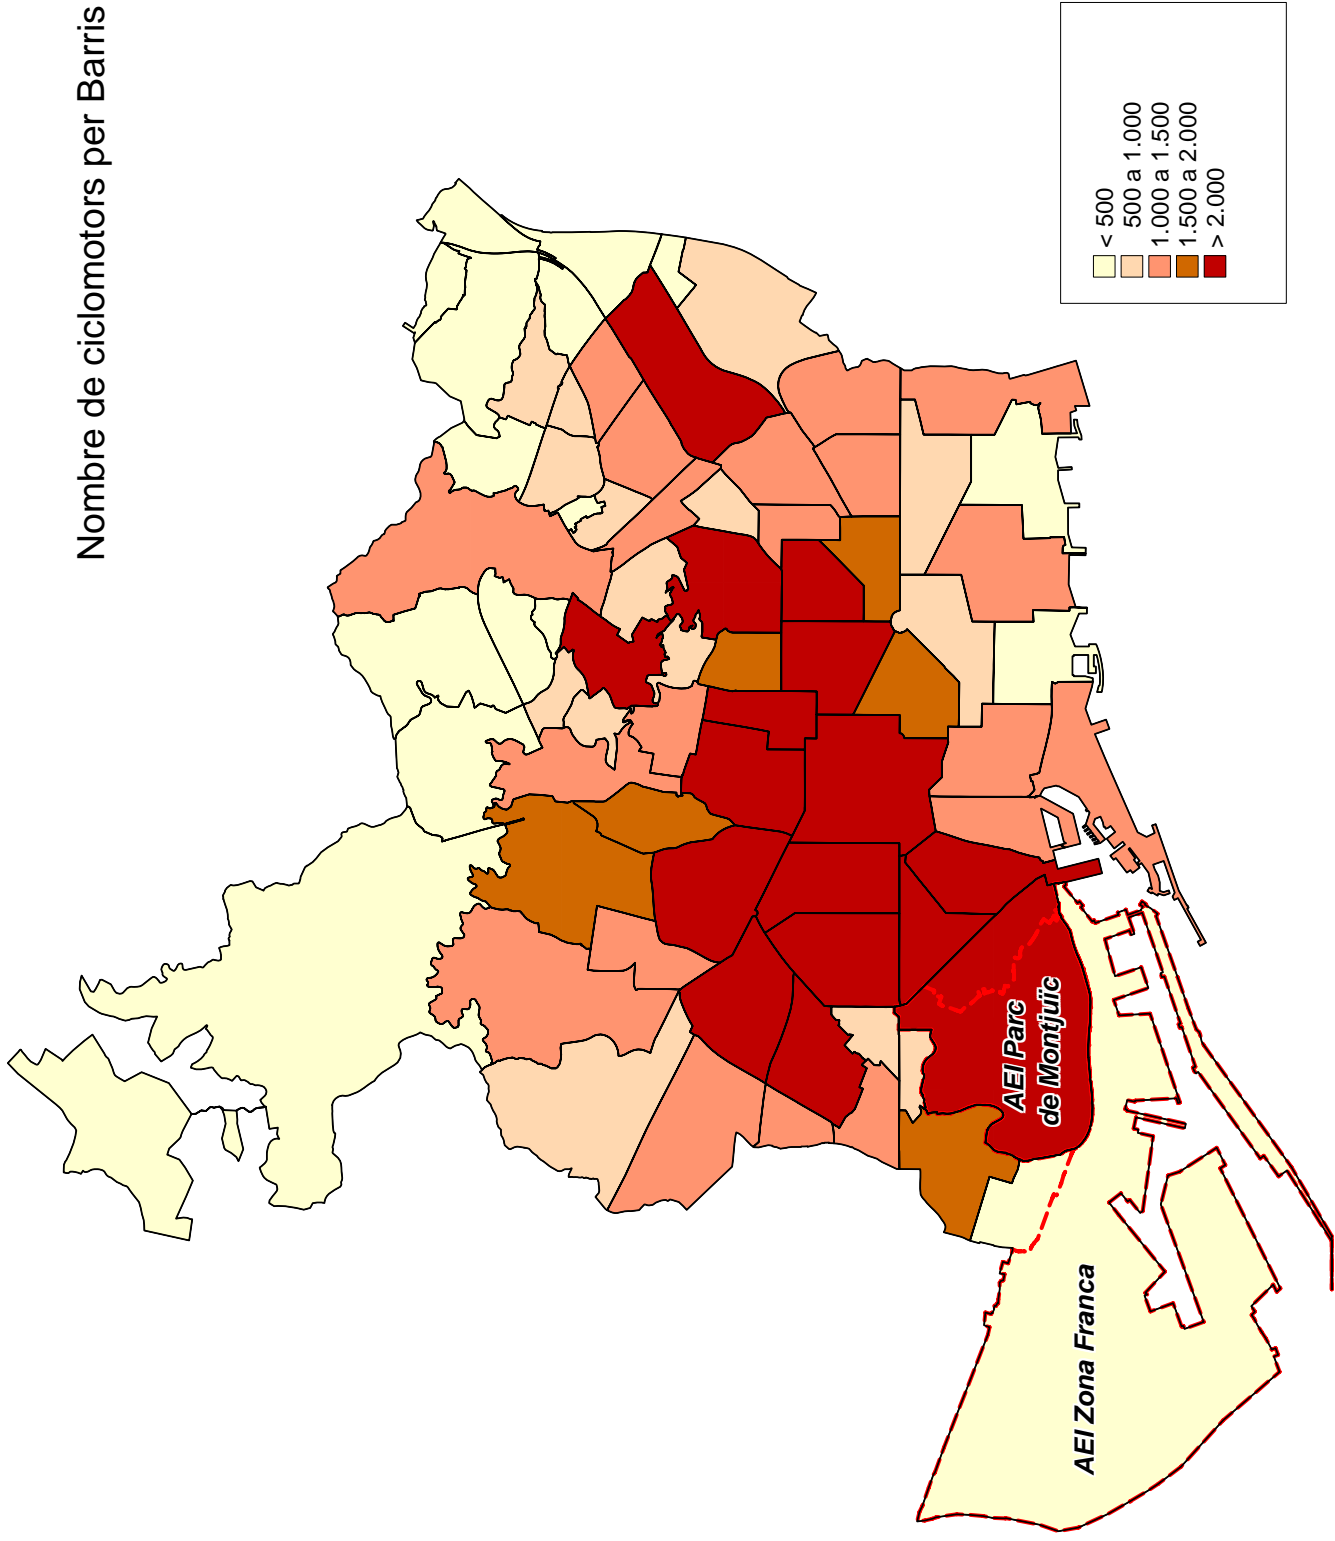 Nombre de ciclomotors per Barris
< 500
500 a 1.000
1.000 a 1.500
1.500 a 2.000
> 2.000
AEI Parc
de Montjuïc
AEI Zona Franca